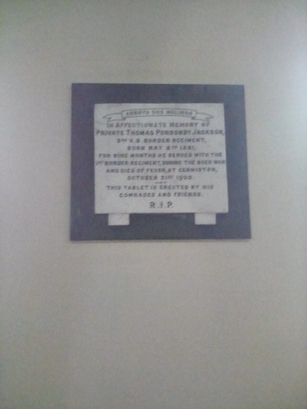 IN AFFECTIONATE MEMORY OF
PRIVATE THOMAS PONSONBY JACKSON,
3RD V.B. BORDER REGIMENT,
BORN MAY 8TH 1881,
FOR NINE MONTHS HE SERVED WITH THE
1ST BORDER REGIMENT, DURING THE BOER WAR
AND DIED OF FEVER, AT GERMISTON,
OCTOBER 21ST 1900.
THIS TABLET IS ERECTED BY HIS
COMRADES AND FRIENDS.
R.I.P.